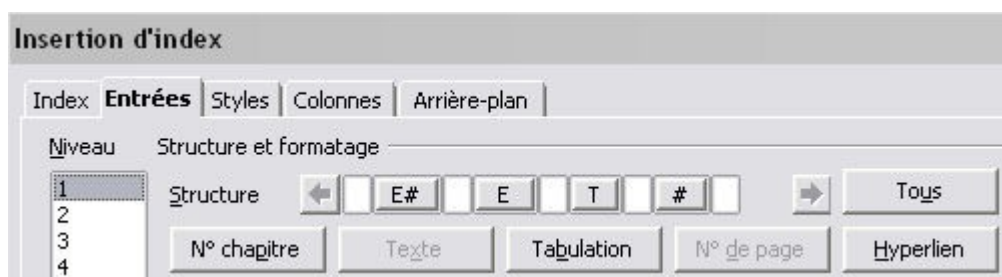 Insertion d'index
Index Entrées Styles Colonnes Arrière-plan
Niveau Structure et formatage
1 Structure E# E T # Tous
2
3 N° chapitre Texte Tabulation N° de page Hyperlien
4